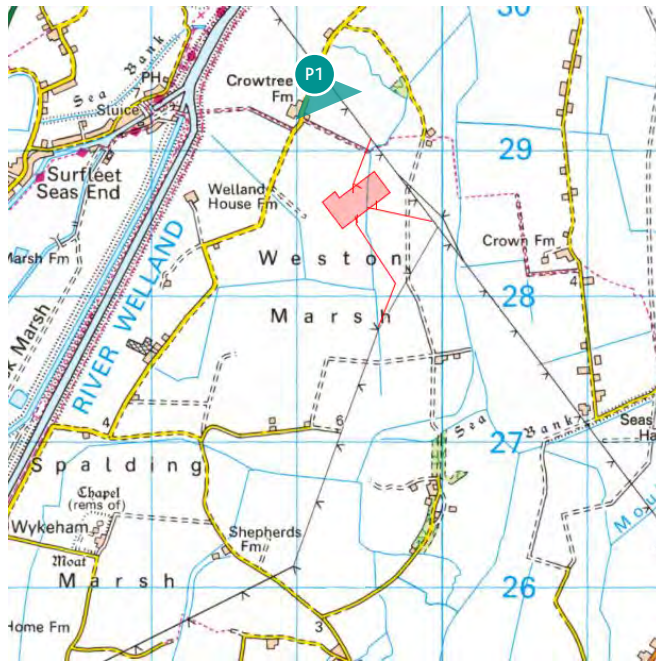 30
P1
Crowtree
Fm
Sea Bank
PH
Sluice
29
Surfleet
Seas End
Welland
House Fm
Marsh Fm
Crown Fm
4
Weston
28
Marsh
RIVER WELLAND
k Marsh
4
6
Sea Bank
Seas
Ha
27
Spalding
Chapel
(rems of)
Wykeham
Moat
Marsh
Shepherds
Fm
Mou
26
Home Fm
3